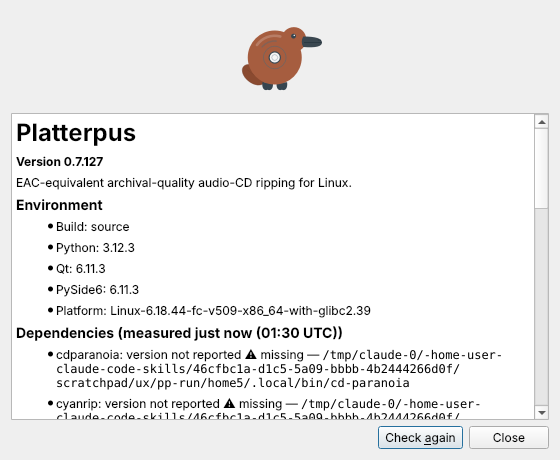 Platterpus
Version 0.7.127
EAC-equivalent archival-quality audio-CD ripping for Linux.
Environment
• Build: source
• Python: 3.12.3
• Qt: 6.11.3
• PySide6: 6.11.3
• Platform: Linux-6.18.44-fc-v509-x86_64-with-glibc2.39
Dependencies (measured just now (01:30 UTC))
• cdparanoia: version not reported ⚠ missing — /tmp/claude-0/-home-user-
claude-code-skills/46cfbc1a-d1c5-5a09-bbbb-4b2444266d0f/
scratchpad/ux/pp-run/home5/.local/bin/cd-paranoia
• cyanrip: version not reported ⚠ missing — /tmp/claude-0/-home-user-
claude-code-skills/46cfbc1a-d1c5-5a09-bbbb-4b2444266d0f/
Check again
Close